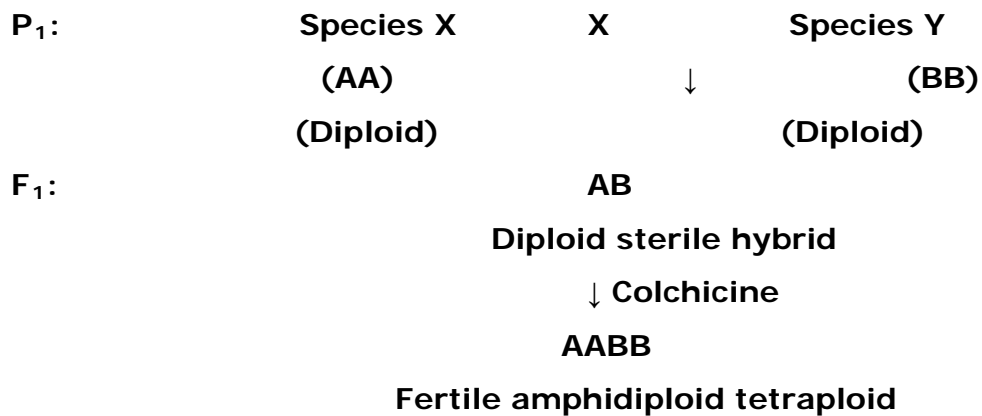 P₁: Species X X Species Y
(AA) ↓ (BB)
(Diploid) (Diploid)
F₁: AB
Diploid sterile hybrid
↓ Colchicine
AABB
Fertile amphidiploid tetraploid